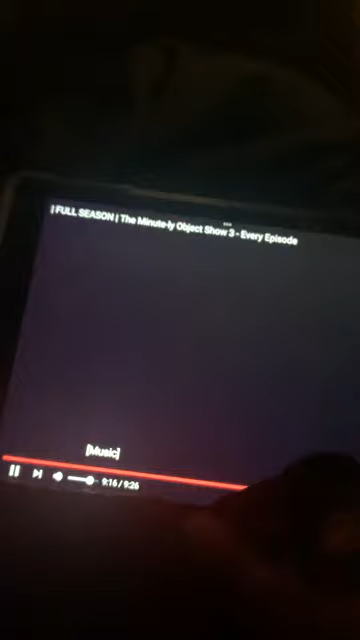 | FULL SEASON | The Minute-ly Object Show 3 - Every Episode
[Music]
9:16 / 9:26